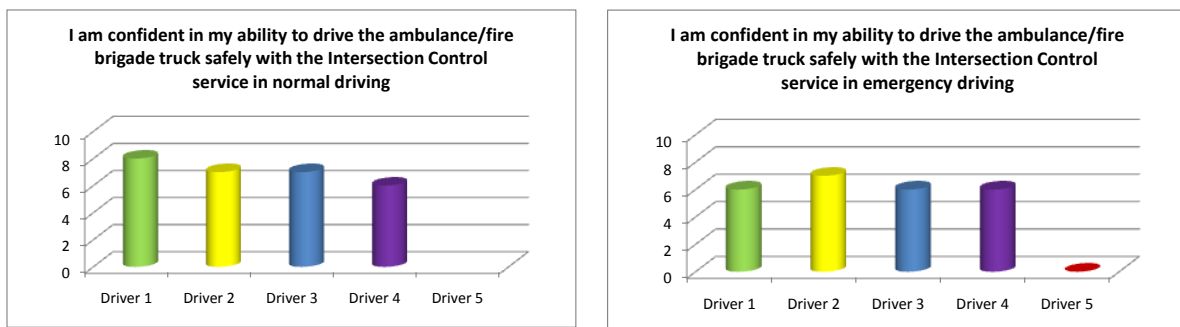 I am confident in my ability to drive the ambulance/fire
brigade truck safely with the Intersection Control
service in normal driving
10
8
6
4
2
0
Driver 1 Driver 2 Driver 3 Driver 4 Driver 5
I am confident in my ability to drive the ambulance/fire
brigade truck safely with the Intersection Control
service in emergency driving
10
8
6
4
2
0
Driver 1 Driver 2 Driver 3 Driver 4 Driver 5